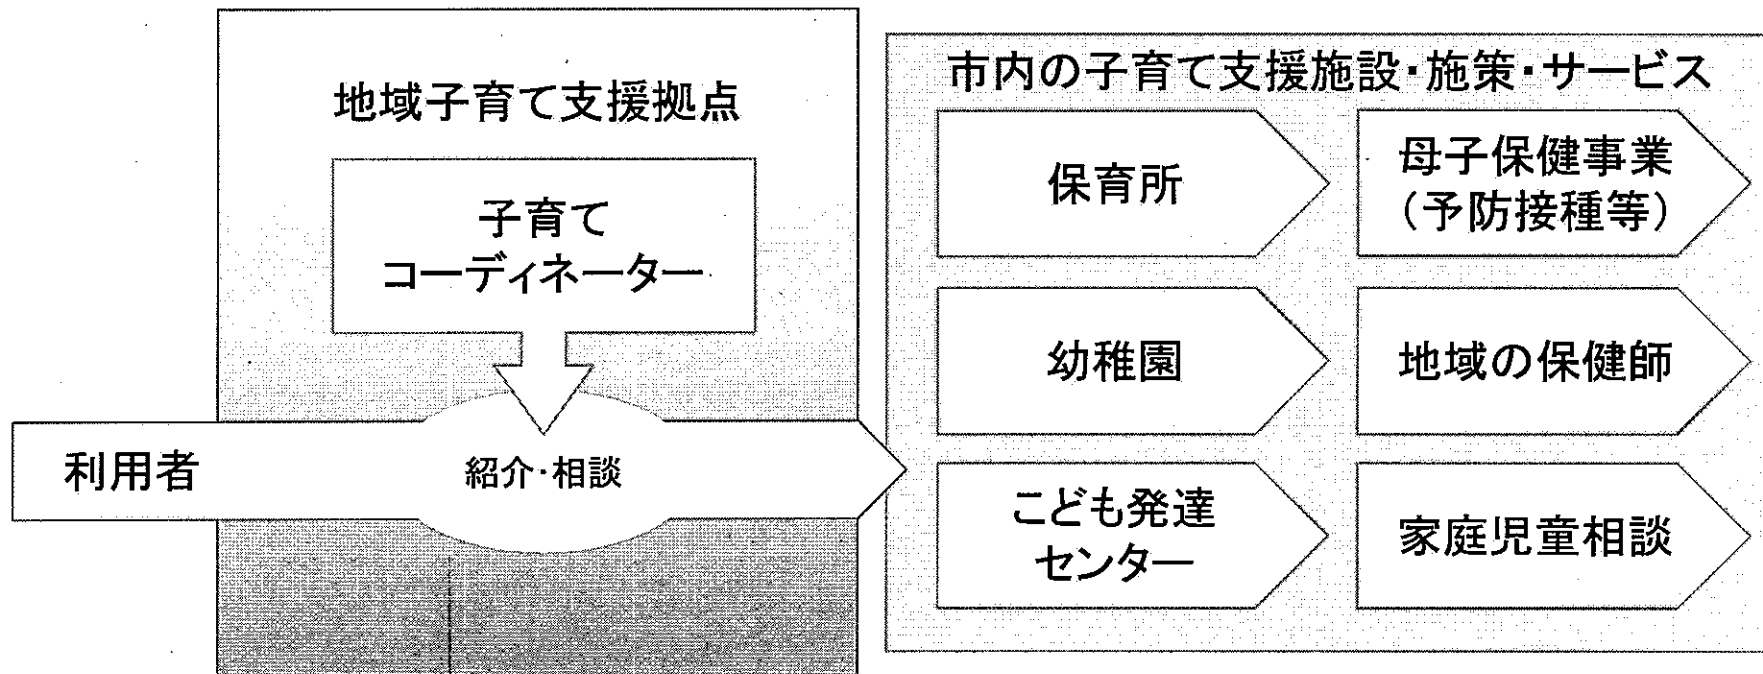 地域子育て支援拠点
子育て
コーディネーター
利用者
紹介・相談
市内の子育て支援施設・施策・サービス
保育所
母子保健事業
（予防接種等）
幼稚園
地域の保健師
こども発達
センター
家庭児童相談